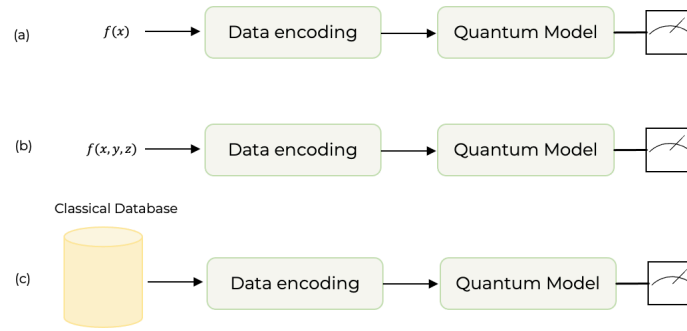 (a) f(x) Data encoding Quantum Model
(b) f(x, y, z) Data encoding Quantum Model
Classical Database
(c) Data encoding Quantum Model